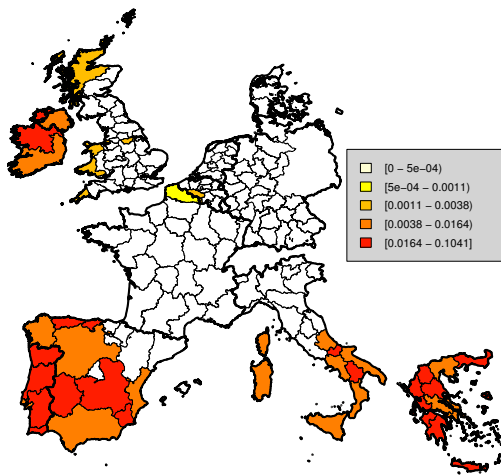 [0 − 5e−04)
[5e−04 − 0.0011)
[0.0011 − 0.0038)
[0.0038 − 0.0164)
[0.0164 − 0.1041]